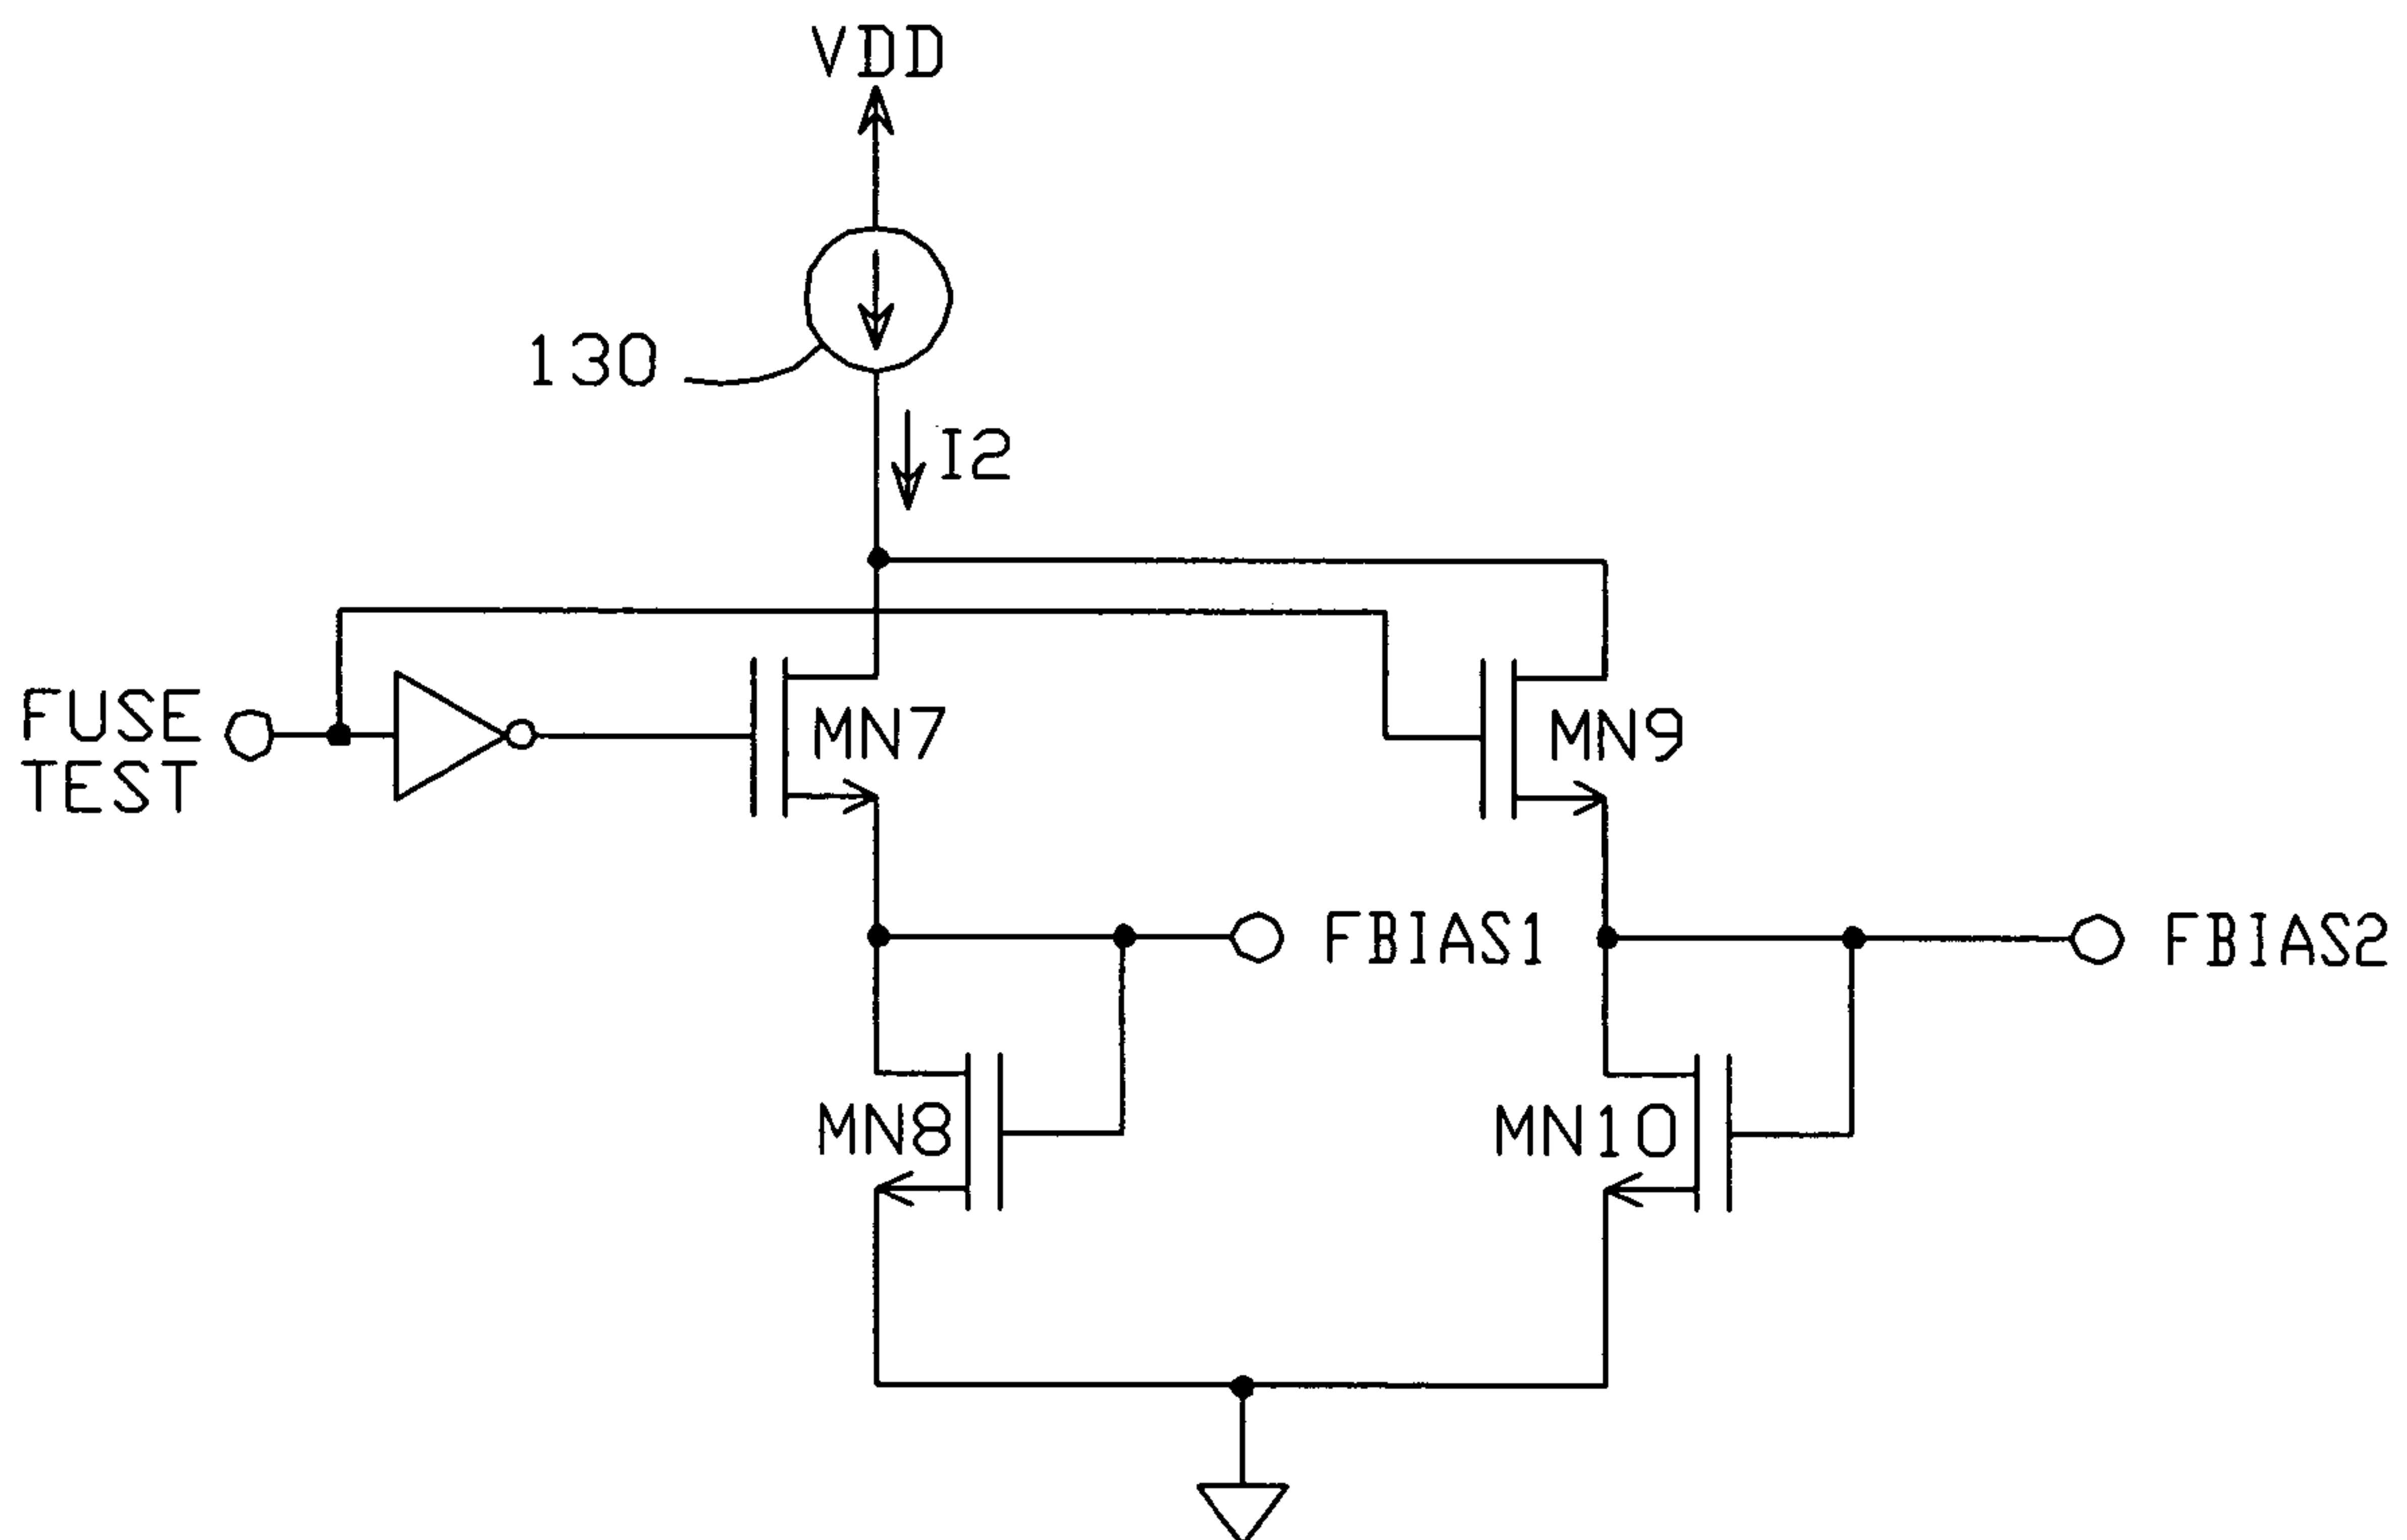 VDD
130
I2
FUSE
TEST
MN7
MN9
FBIAS1
FBIAS2
MN8
MN10